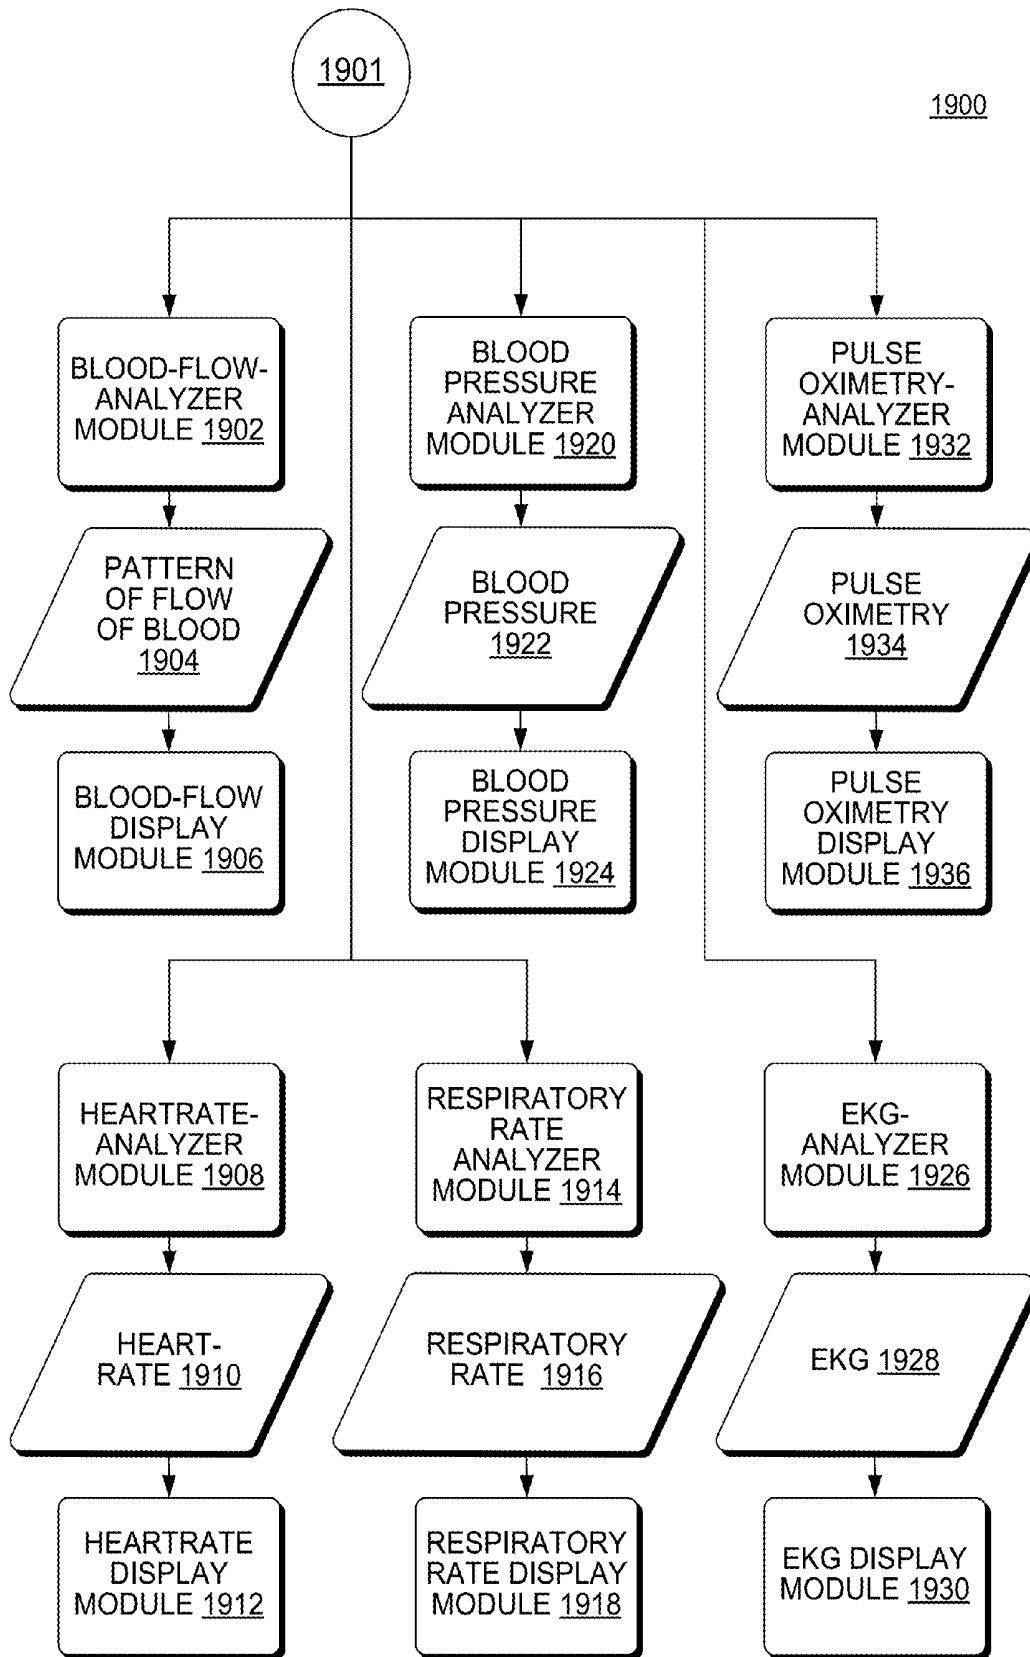 1901
1900
BLOOD-FLOW-
ANALYZER
MODULE 1902
BLOOD
PRESSURE
ANALYZER
MODULE 1920
PULSE
OXIMETRY-
ANALYZER
MODULE 1932
PATTERN
OF FLOW
OF BLOOD
1904
BLOOD
PRESSURE
1922
PULSE
OXIMETRY
1934
BLOOD-FLOW
DISPLAY
MODULE 1906
BLOOD
PRESSURE
DISPLAY
MODULE 1924
PULSE
OXIMETRY
DISPLAY
MODULE 1936
HEARTRATE-
ANALYZER
MODULE 1908
RESPIRATORY
RATE
ANALYZER
MODULE 1914
EKG-
ANALYZER
MODULE 1926
HEART-
RATE 1910
RESPIRATORY
RATE 1916
EKG 1928
HEARTRATE
DISPLAY
MODULE 1912
RESPIRATORY
RATE DISPLAY
MODULE 1918
EKG DISPLAY
MODULE 1930